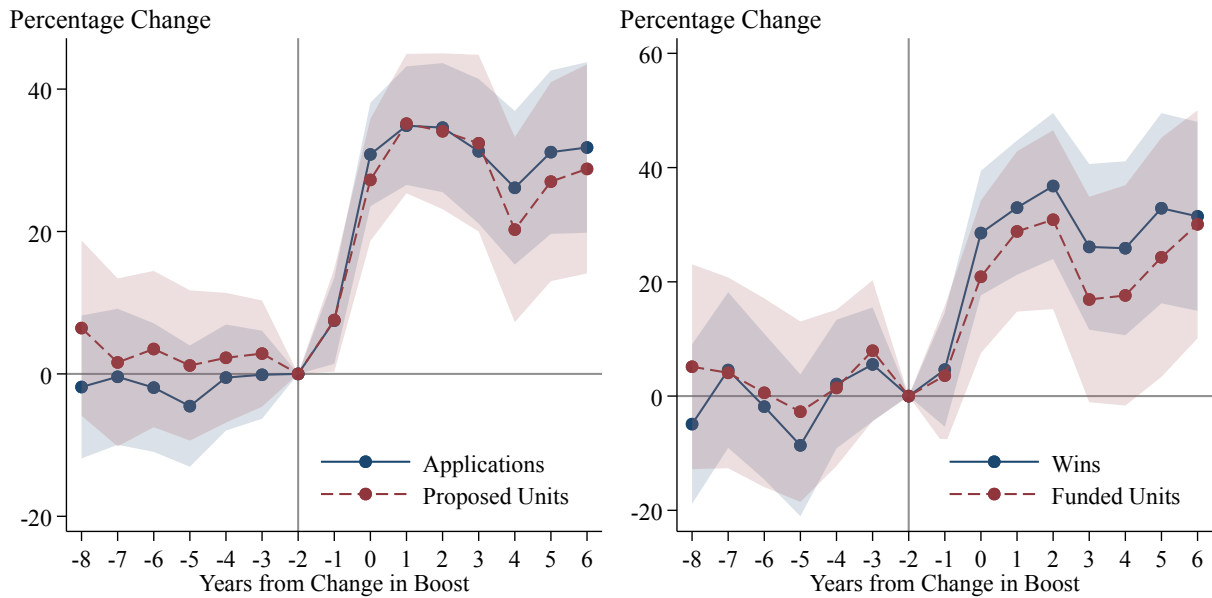 Percentage Change
40
20
0
-20
Applications
Proposed Units
-8 -7 -6 -5 -4 -3 -2 -1 0 1 2 3 4 5 6
Years from Change in Boost
Percentage Change
60
40
20
0
-20
Wins
Funded Units
-8 -7 -6 -5 -4 -3 -2 -1 0 1 2 3 4 5 6
Years from Change in Boost